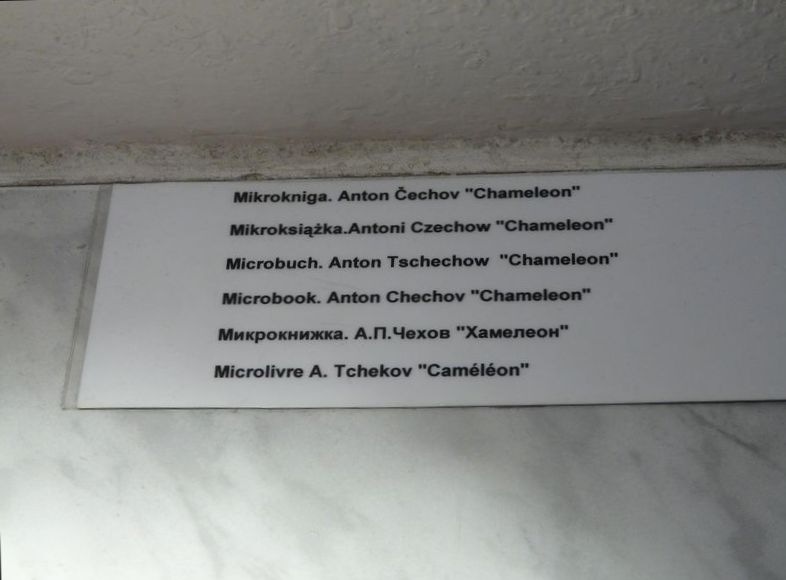 Mikrokniga. Anton Čechov "Chameleon"
Mikroksiążka.Antoni Czechow "Chameleon"
Microbuch. Anton Tschechow "Chameleon"
Microbook. Anton Chechov "Chameleon"
Микрокнижка. А.П.Чехов "Хамелеон"
Microlivre A. Tchekov "Caméléon"